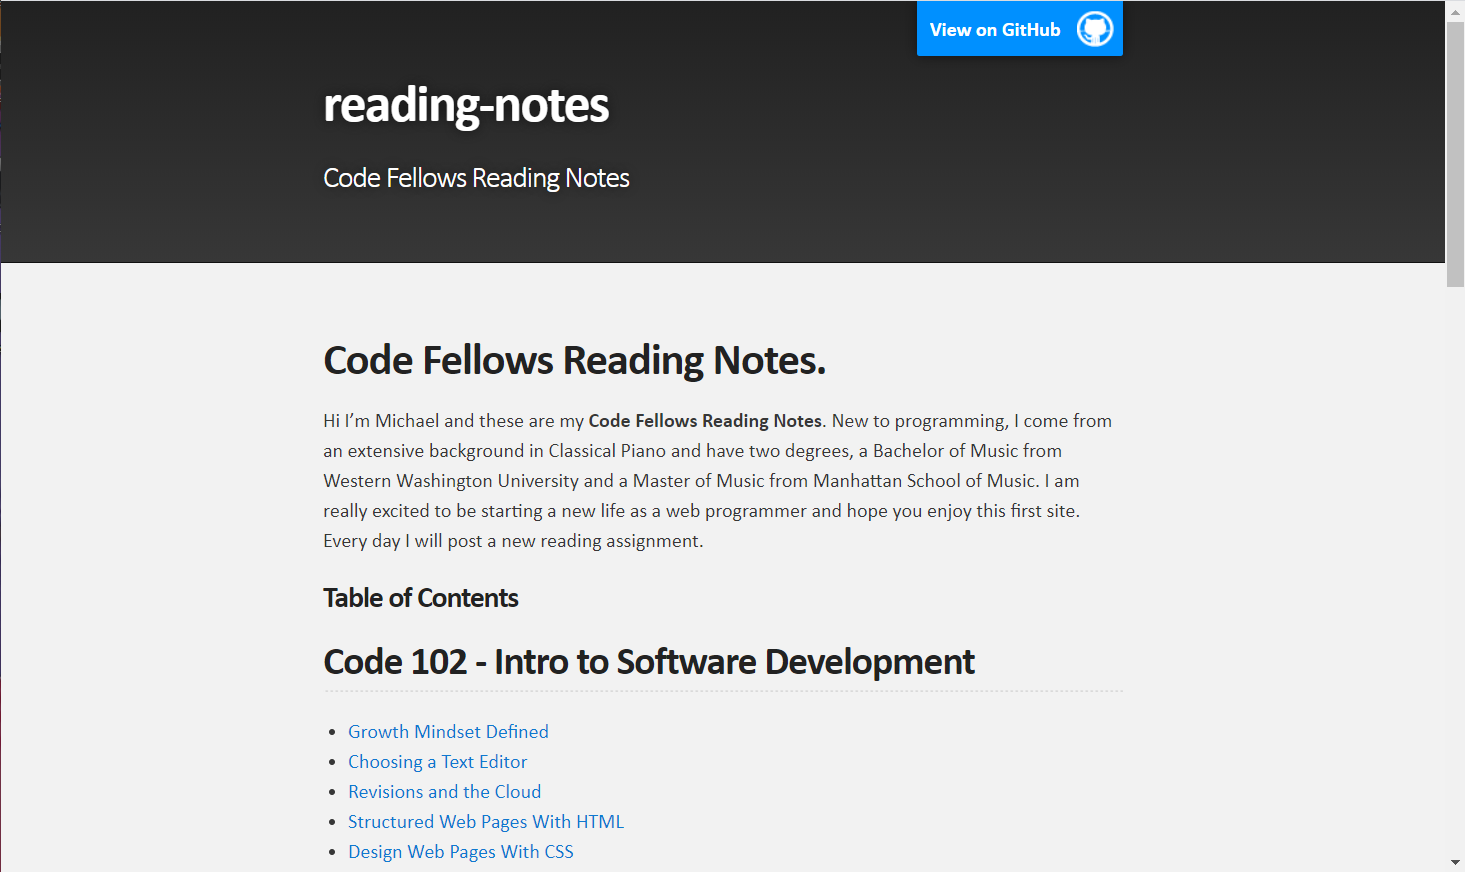 View on GitHub
reading-notes
Code Fellows Reading Notes
Code Fellows Reading Notes.
Hi I’m Michael and these are my Code Fellows Reading Notes. New to programming, I come from
an extensive background in Classical Piano and have two degrees, a Bachelor of Music from
Western Washington University and a Master of Music from Manhattan School of Music. I am
really excited to be starting a new life as a web programmer and hope you enjoy this first site.
Every day I will post a new reading assignment.
Table of Contents
Code 102 - Intro to Software Development
• Growth Mindset Defined
• Choosing a Text Editor
• Revisions and the Cloud
• Structured Web Pages With HTML
• Design Web Pages With CSS